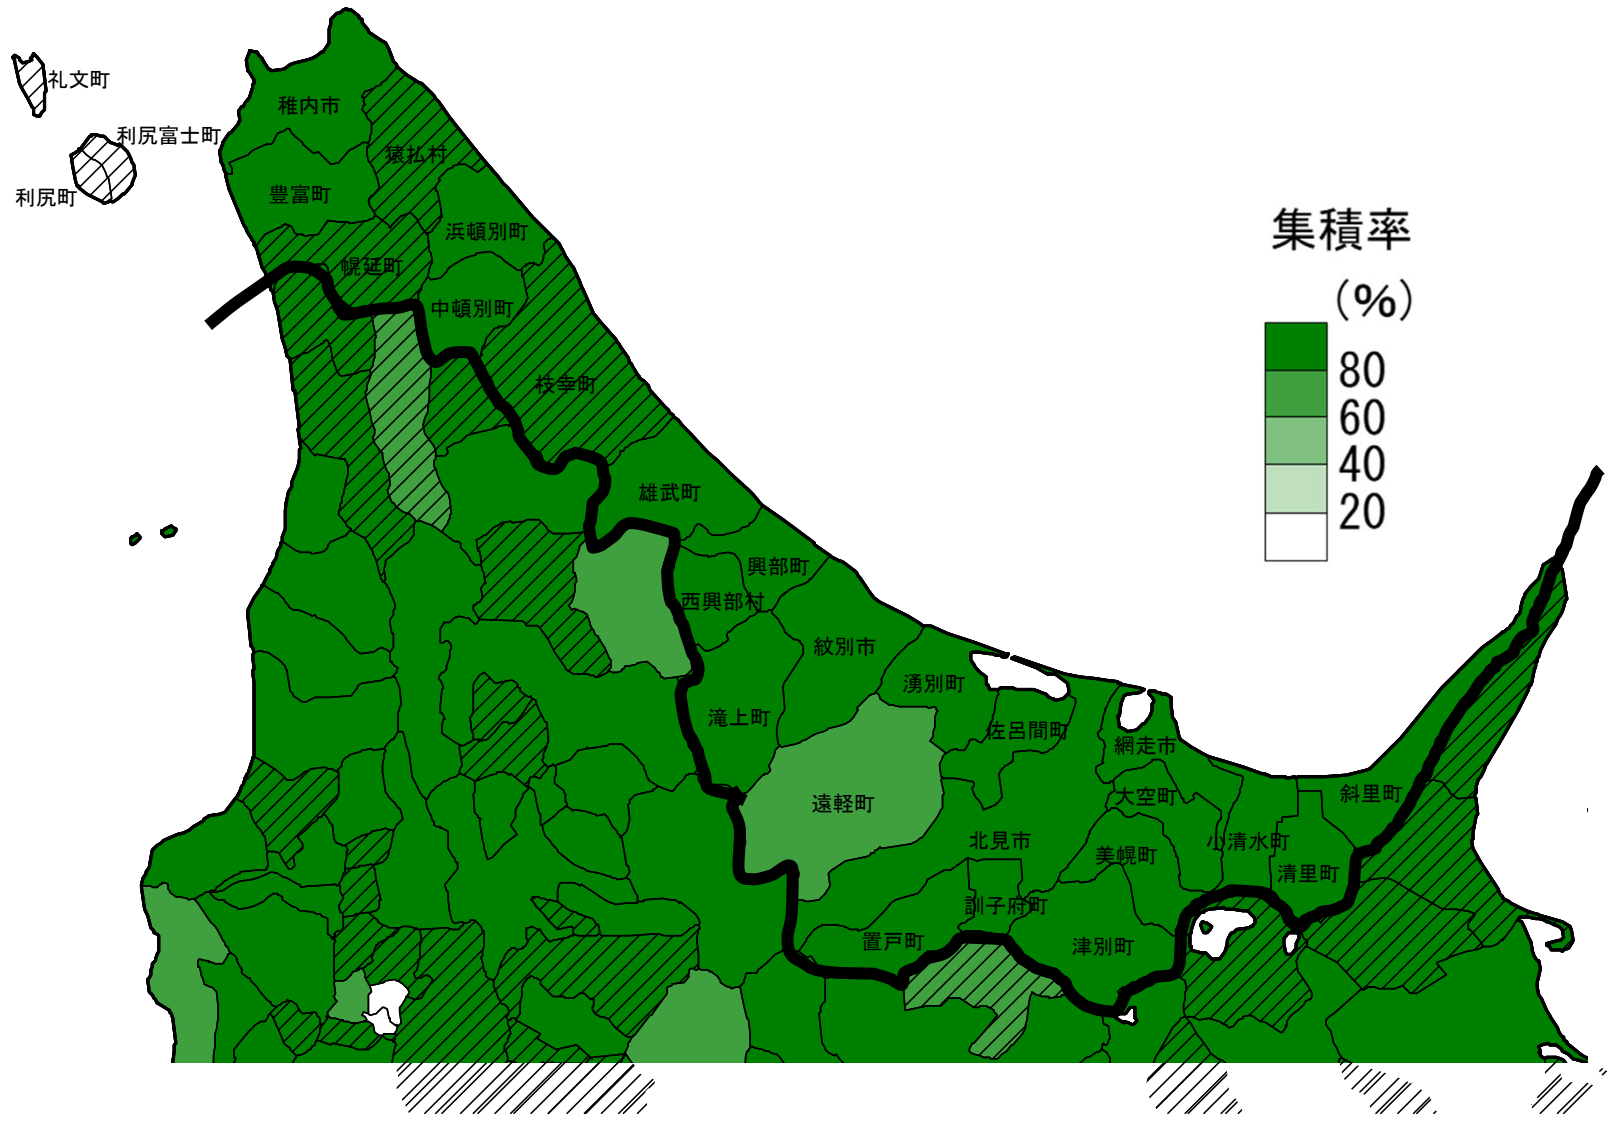 礼文町
稚内市
利尻富士町
猿払村
利尻町
豊富町
浜頓別町
幌延町
中頓別町
枝幸町
雄武町
興部町
西興部村
紋別市
湧別町
滝上町
佐呂間町
網走市
遠軽町
大空町
斜里町
北見市
美幌町
小清水町
清里町
訓子府町
置戸町
津別町
集積率
(%)
80
60
40
20